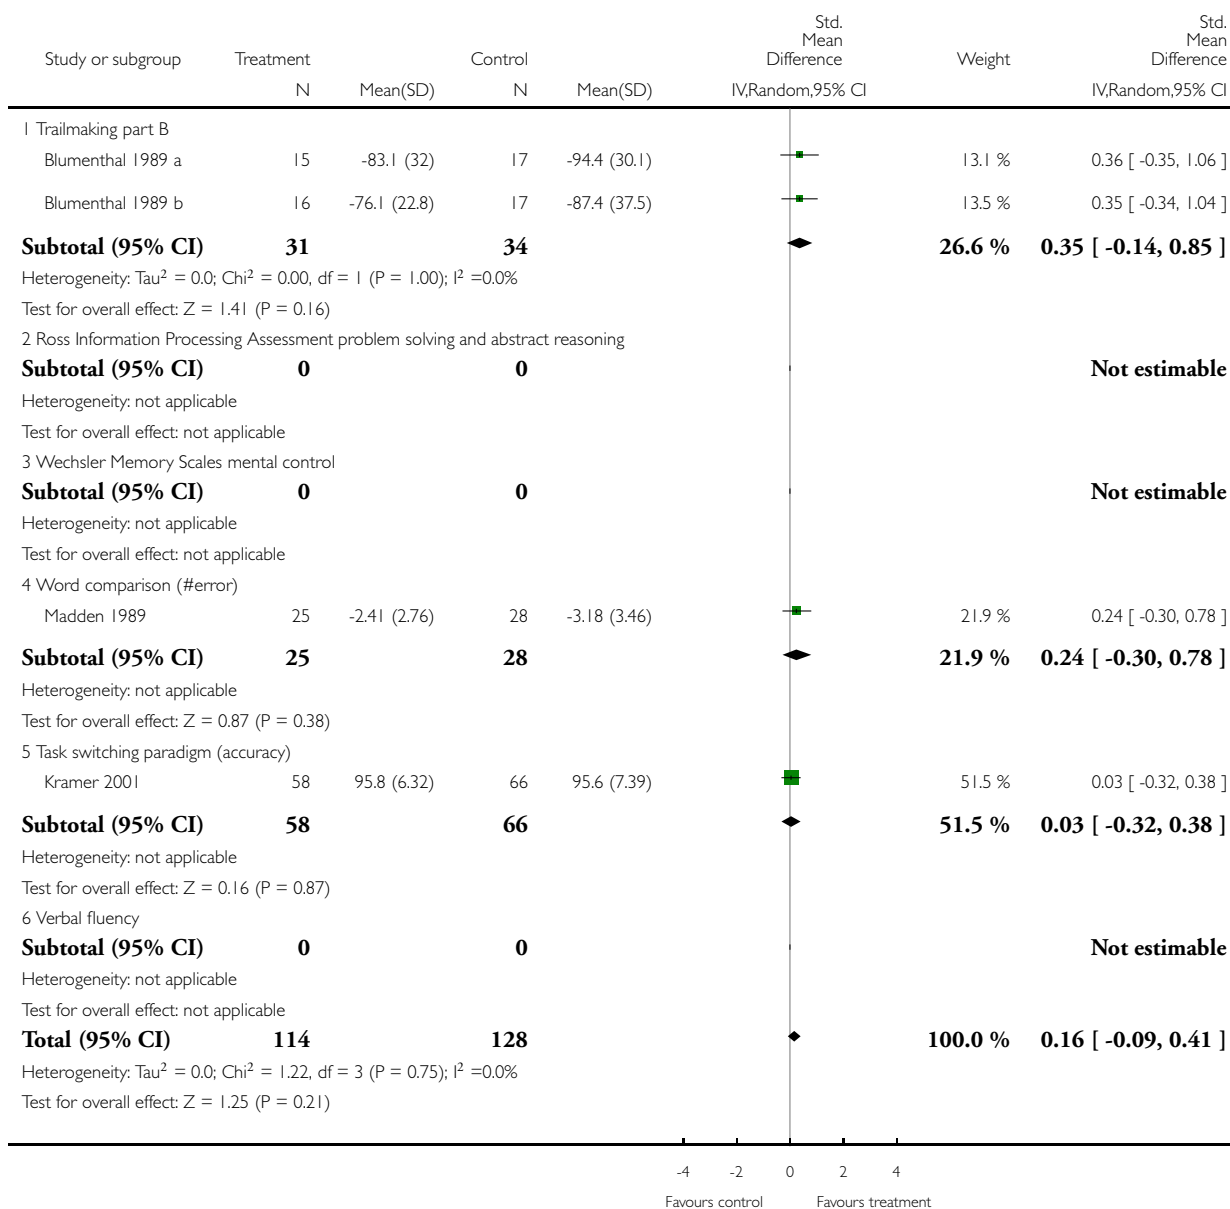 Study or subgroup Treatment Control Std. Mean Difference Weight Std. Mean Difference
N Mean(SD) N Mean(SD) IV,Random,95% CI IV,Random,95% CI
1 Trailmaking part B
Blumenthal 1989 a 15 -83.1 (32) 17 -94.4 (30.1) 13.1 % 0.36 [ -0.35, 1.06 ]
Blumenthal 1989 b 16 -76.1 (22.8) 17 -87.4 (37.5) 13.5 % 0.35 [ -0.34, 1.04 ]
Subtotal (95% CI) 31 34 26.6 % 0.35 [ -0.14, 0.85 ]
Heterogeneity: Tau² = 0.0; Chi² = 0.00, df = 1 (P = 1.00); I² =0.0%
Test for overall effect: Z = 1.41 (P = 0.16)
2 Ross Information Processing Assessment problem solving and abstract reasoning
Subtotal (95% CI) 0 0 Not estimable
Heterogeneity: not applicable
Test for overall effect: not applicable
3 Wechsler Memory Scales mental control
Subtotal (95% CI) 0 0 Not estimable
Heterogeneity: not applicable
Test for overall effect: not applicable
4 Word comparison (#error)
Madden 1989 25 -2.41 (2.76) 28 -3.18 (3.46) 21.9 % 0.24 [ -0.30, 0.78 ]
Subtotal (95% CI) 25 28 21.9 % 0.24 [ -0.30, 0.78 ]
Heterogeneity: not applicable
Test for overall effect: Z = 0.87 (P = 0.38)
5 Task switching paradigm (accuracy)
Kramer 2001 58 95.8 (6.32) 66 95.6 (7.39) 51.5 % 0.03 [ -0.32, 0.38 ]
Subtotal (95% CI) 58 66 51.5 % 0.03 [ -0.32, 0.38 ]
Heterogeneity: not applicable
Test for overall effect: Z = 0.16 (P = 0.87)
6 Verbal fluency
Subtotal (95% CI) 0 0 Not estimable
Heterogeneity: not applicable
Test for overall effect: not applicable
Total (95% CI) 114 128 100.0 % 0.16 [ -0.09, 0.41 ]
Heterogeneity: Tau² = 0.0; Chi² = 1.22, df = 3 (P = 0.75); I² =0.0%
Test for overall effect: Z = 1.25 (P = 0.21)
-4 -2 0 2 4
Favours control Favours treatment